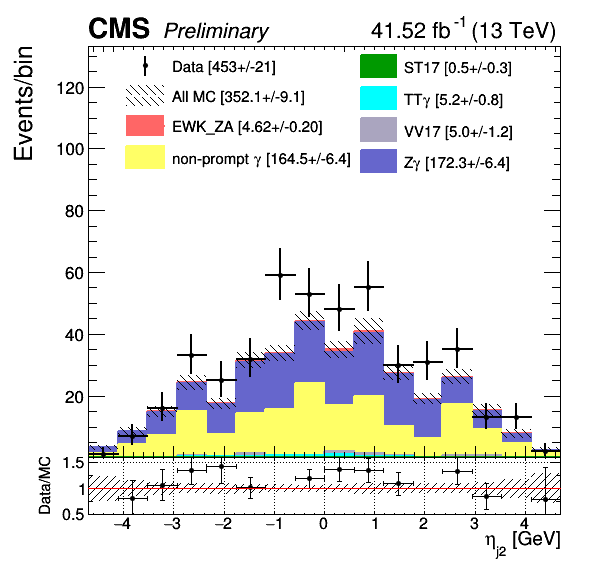 CMS Preliminary 41.52 fb⁻¹ (13 TeV)
Events/bin
Data [453+/-21]
All MC [352.1+/-9.1]
EWK_ZA [4.62+/-0.20]
non-prompt γ [164.5+/-6.4]
ST17 [0.5+/-0.3]
TTγ [5.2+/-0.8]
VV17 [5.0+/-1.2]
Zγ [172.3+/-6.4]
120
100
80
60
40
20
Data/MC
1.5
1
0.5
−4 −3 −2 −1 0 1 2 3 4
η_j2 [GeV]